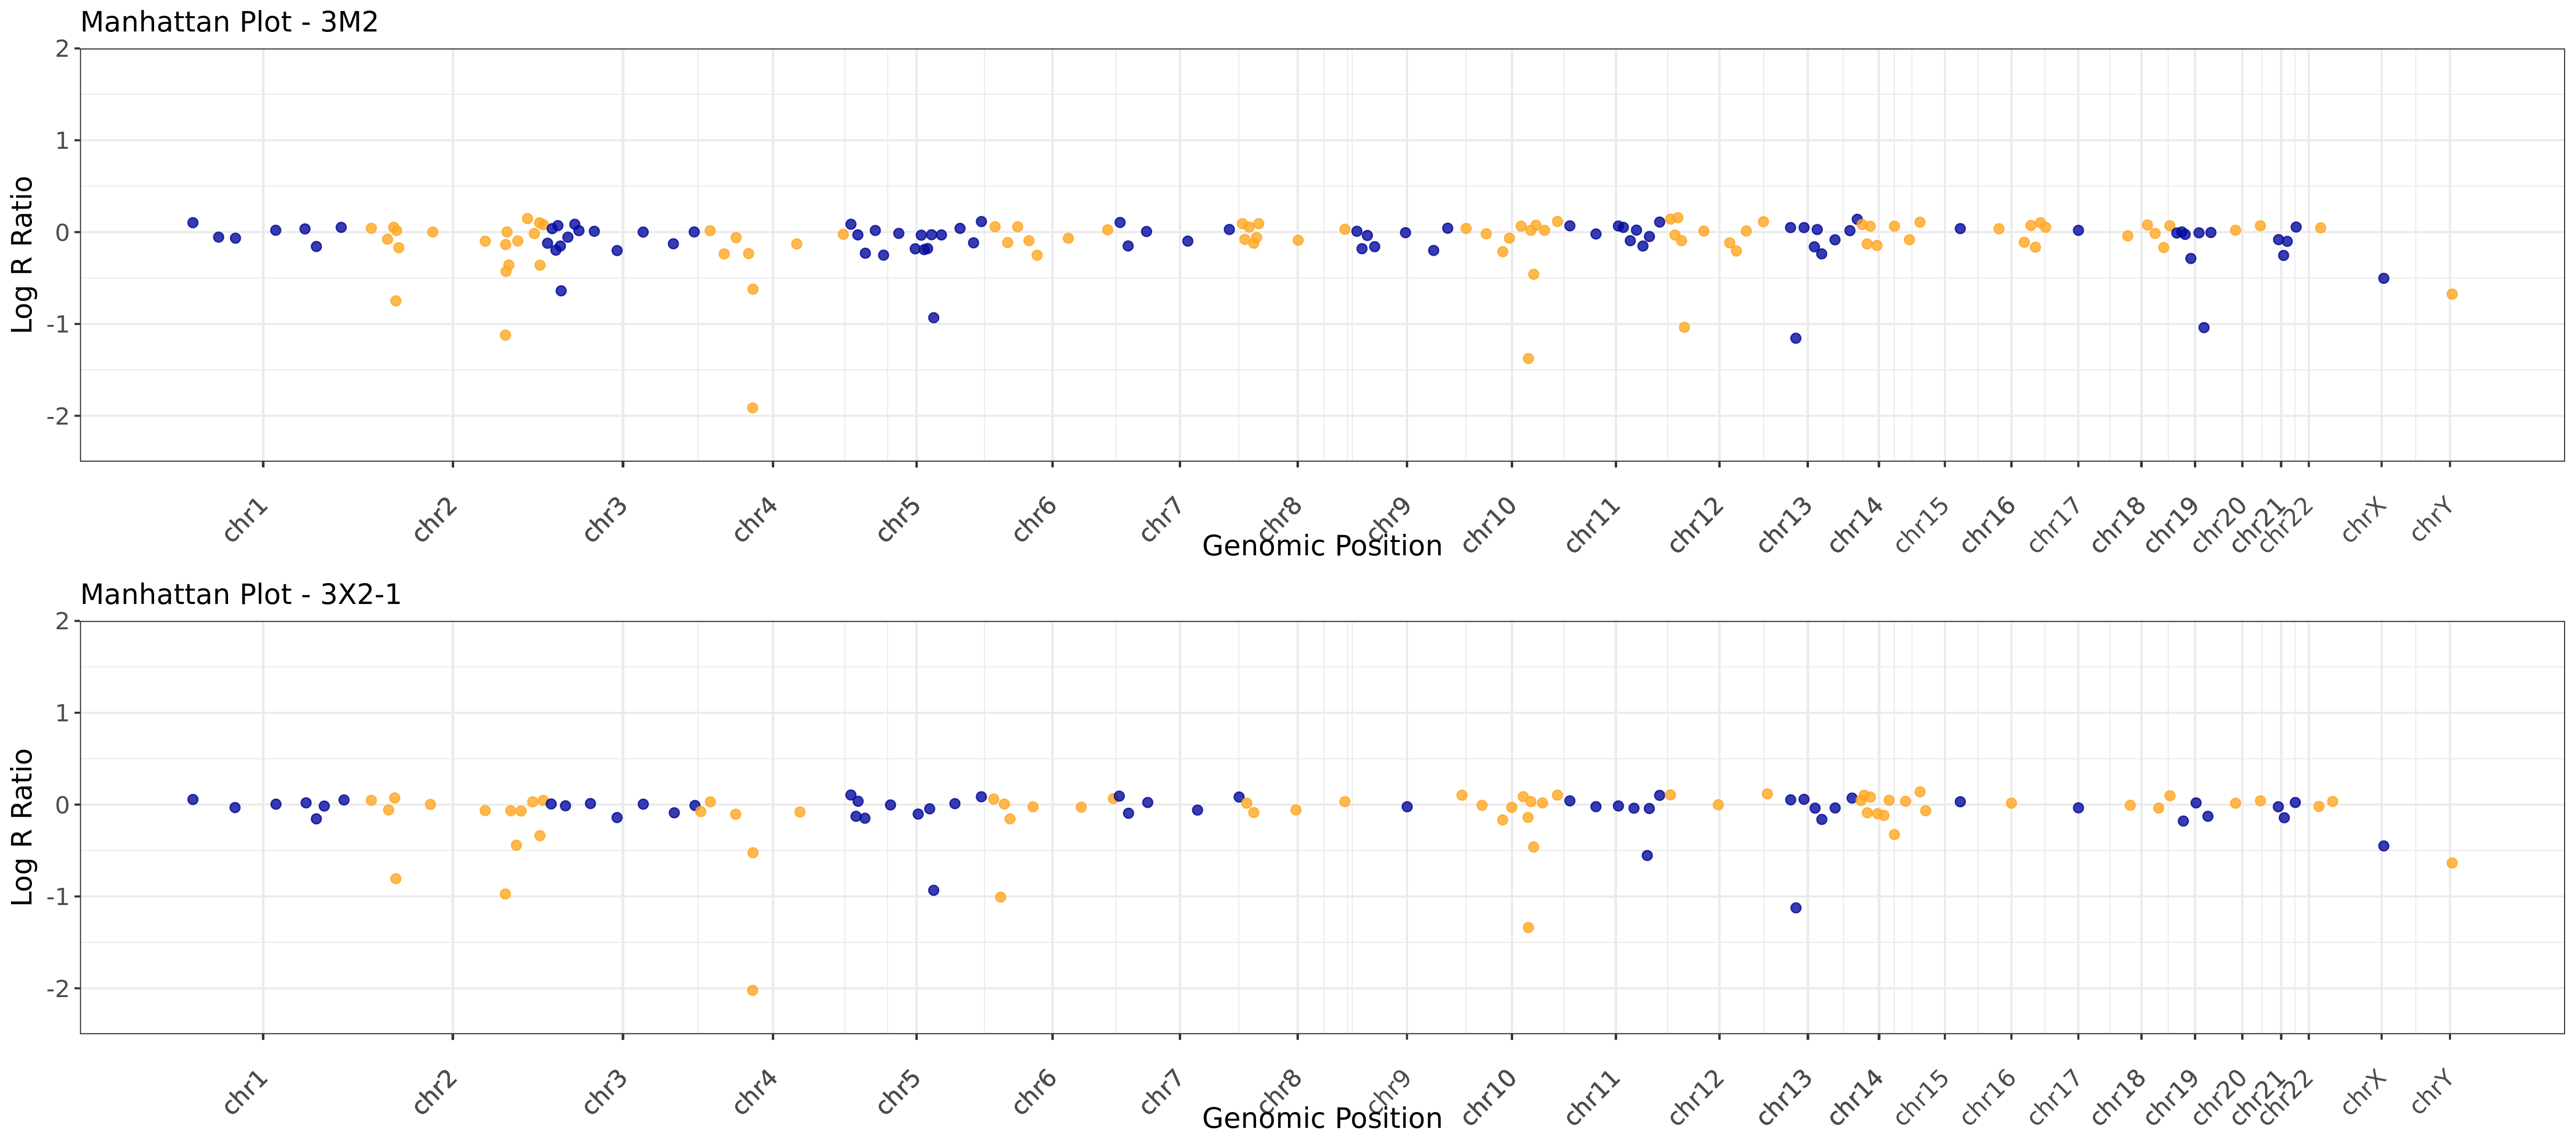 Manhattan Plot - 3M2
2
1
0
-1
-2
Log R Ratio
chr1 chr2 chr3 chr4 chr5 chr6 chr7 chr8 chr9 chr10 chr11 chr12 chr13 chr14 chr15 chr16 chr17 chr18 chr19 chr20 chr21 chr22 chrX chrY
Genomic Position
Manhattan Plot - 3X2-1
2
1
0
-1
-2
Log R Ratio
chr1 chr2 chr3 chr4 chr5 chr6 chr7 chr8 chr9 chr10 chr11 chr12 chr13 chr14 chr15 chr16 chr17 chr18 chr19 chr20 chr21 chr22 chrX chrY
Genomic Position